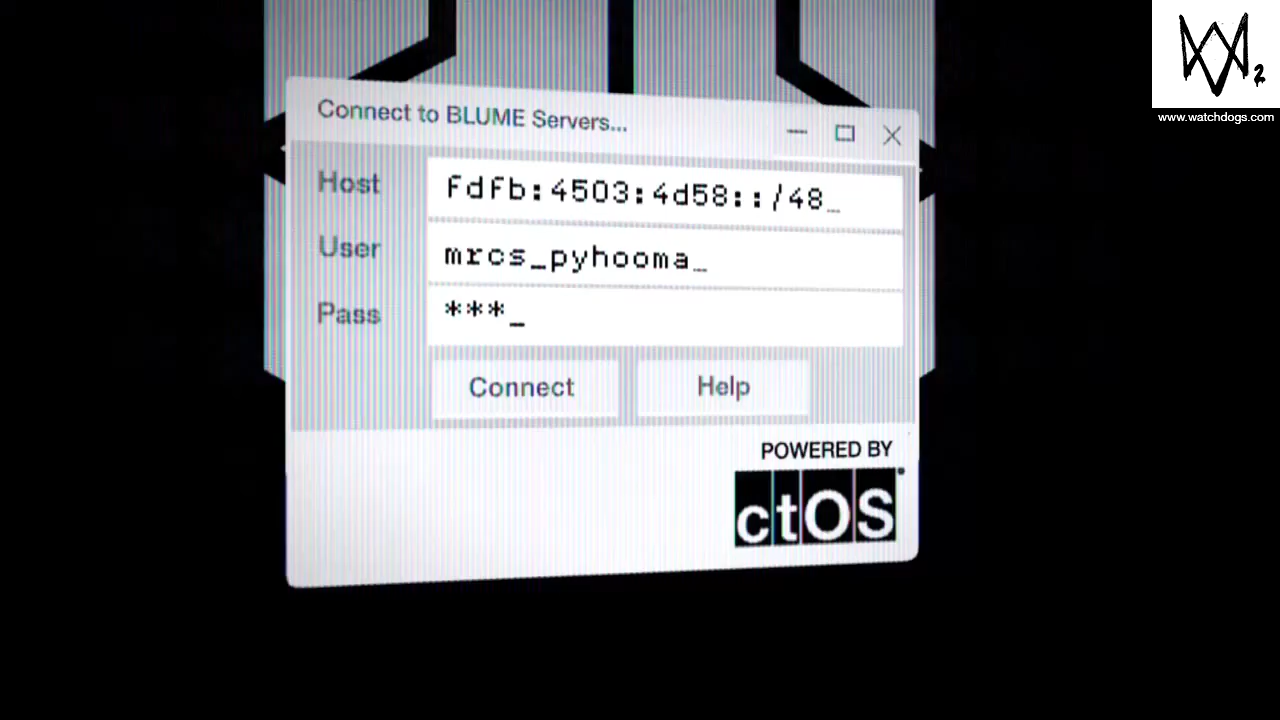 2
www.watchdogs.com
Connect to BLUME Servers...
Host fdfb:4503:4d58::/48_
User mrcs_pyhooma_
Pass ***_
Connect Help
POWERED BY
ctOS